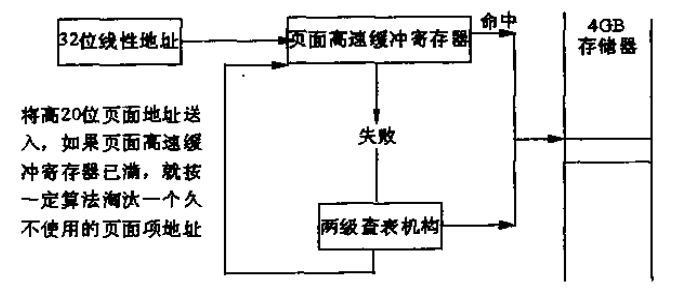 32位线性地址
页面高速缓冲寄存器
命中
4GB
存储器
将高20位页面地址送
入，如果页面高速缓
冲寄存器已满，就按
一定算法淘汰一个久
不使用的页面项地址
失败
两级查表机构